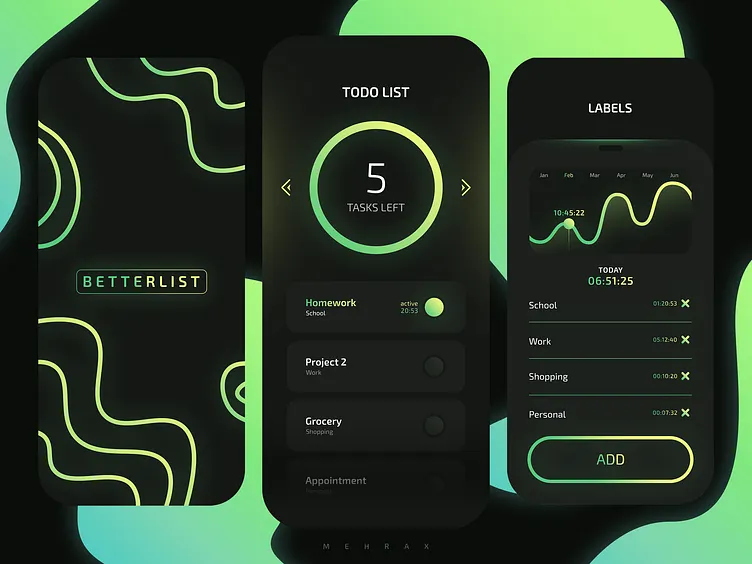 BETTERLIST
TODO LIST
5
TASKS LEFT
Homework
School
active
20:53
Project 2
Work
Grocery
Shopping
Appointment
LABELS
Jan Feb Mar Apr May Jun
10:45:22
TODAY
06:51:25
School 01:20:53
Work 05:12:40
Shopping 00:10:20
Personal 00:07:32
ADD
MEHRAX